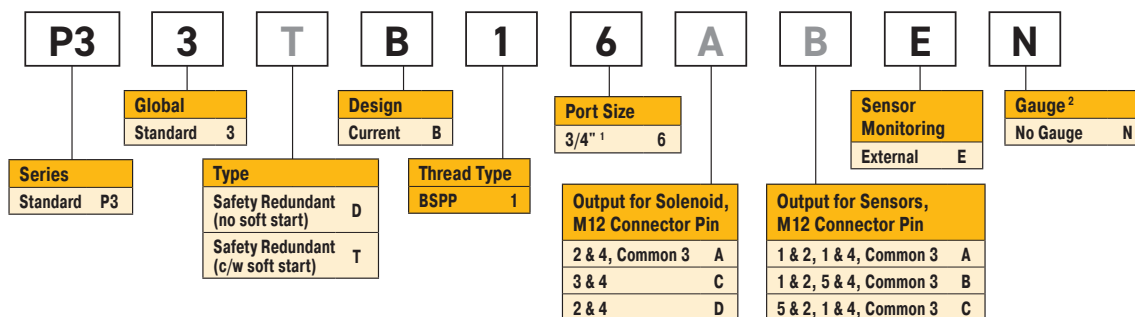 P3 3 T B 1 6 A B E N
Global
Standard 3
Design
Current B
Port Size
3/4" 1 6
Sensor
Monitoring
External E
Gauge 2
No Gauge N
Series
Standard P3
Type
Safety Redundant
(no soft start) D
Safety Redundant
(c/w soft start) T
Thread Type
BSPP 1
Output for Solenoid,
M12 Connector Pin
2 & 4, Common 3 A
3 & 4 C
2 & 4 D
Output for Sensors,
M12 Connector Pin
1 & 2, 1 & 4, Common 3 A
1 & 2, 5 & 4, Common 3 B
5 & 2, 1 & 4, Common 3 C